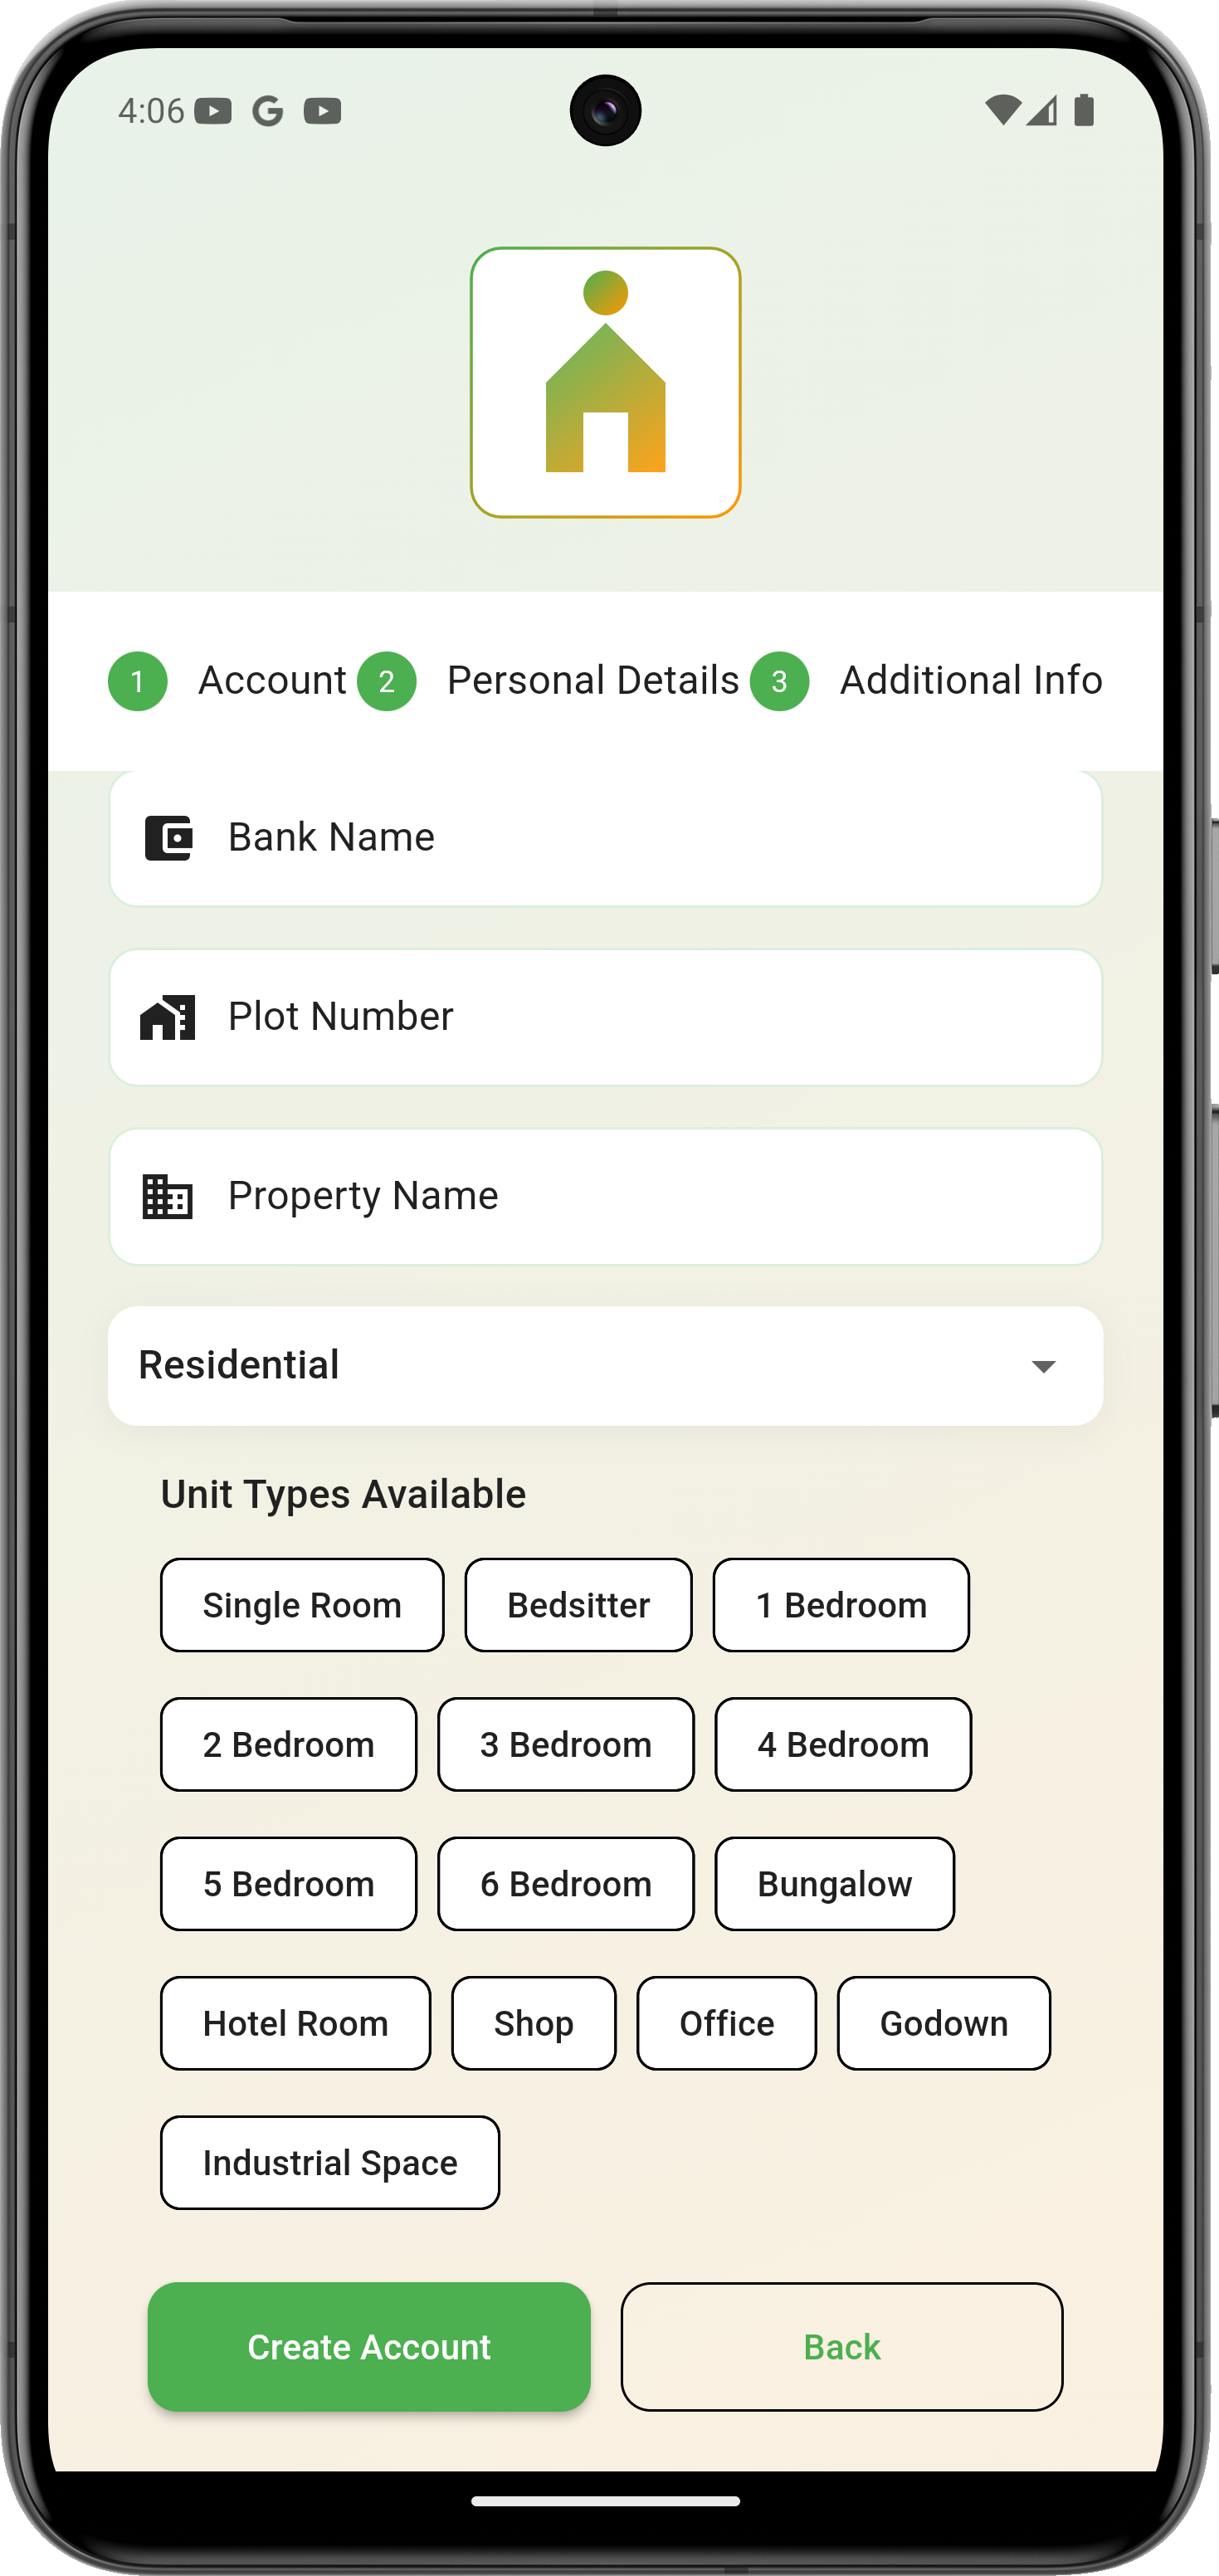 4:06
1 Account 2 Personal Details 3 Additional Info
Bank Name
Plot Number
Property Name
Residential
Unit Types Available
Single Room Bedsitter 1 Bedroom
2 Bedroom 3 Bedroom 4 Bedroom
5 Bedroom 6 Bedroom Bungalow
Hotel Room Shop Office Godown
Industrial Space
Create Account Back